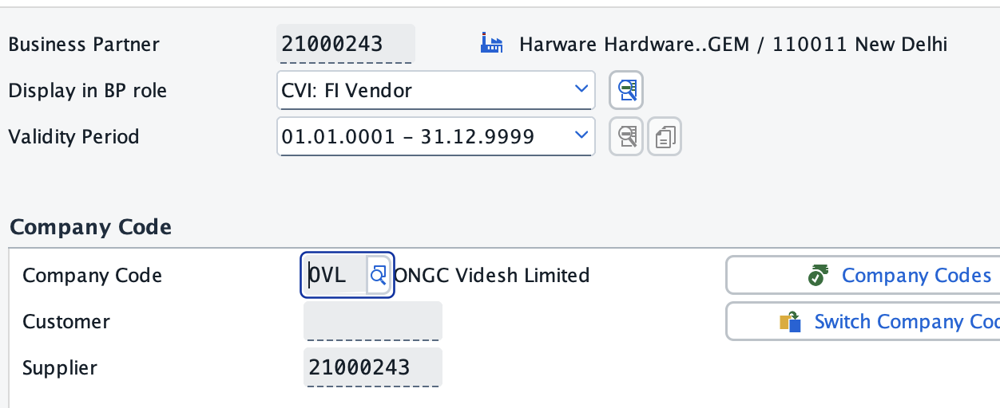 Business Partner 21000243 Harware Hardware..GEM / 110011 New Delhi
Display in BP role CVI: FI Vendor
Validity Period 01.01.0001 – 31.12.9999
Company Code
Company Code OVL ONGC Videsh Limited Company Codes
Customer Switch Company Cod
Supplier 21000243